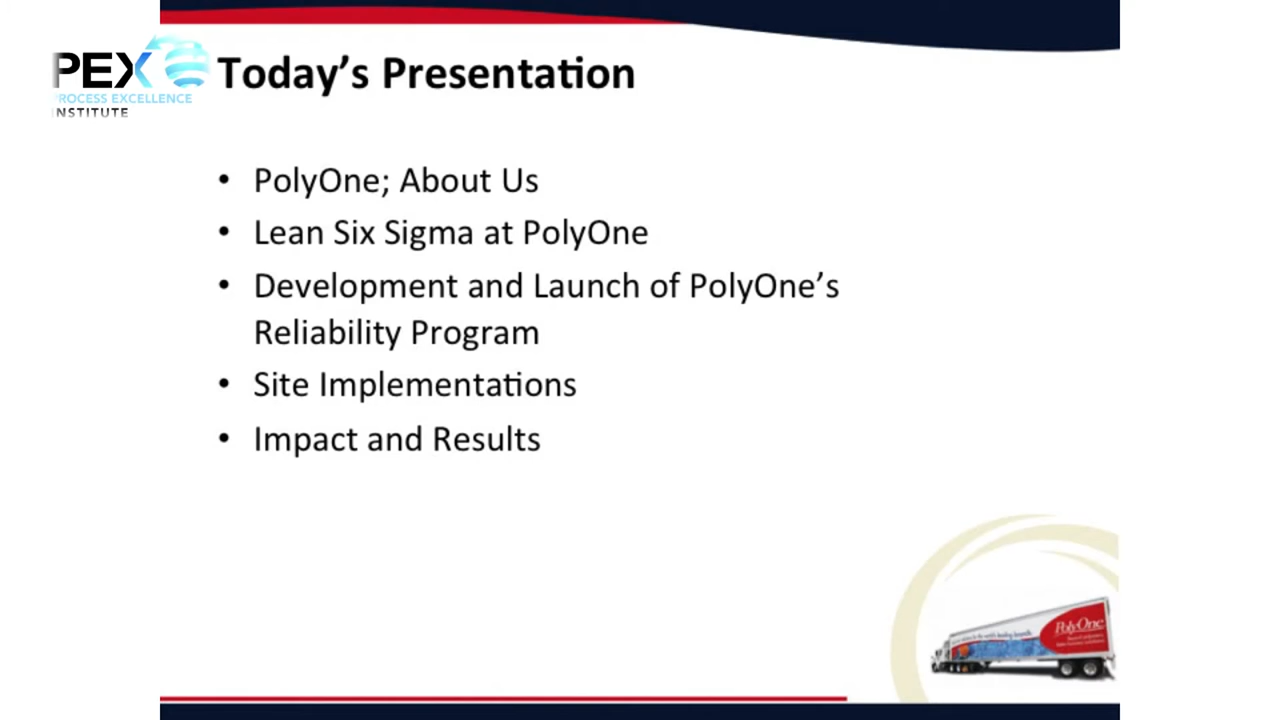 PEX
PROCESS EXCELLENCE
INSTITUTE
Today’s Presentation
• PolyOne; About Us
• Lean Six Sigma at PolyOne
• Development and Launch of PolyOne’s
Reliability Program
• Site Implementations
• Impact and Results
PolyOne